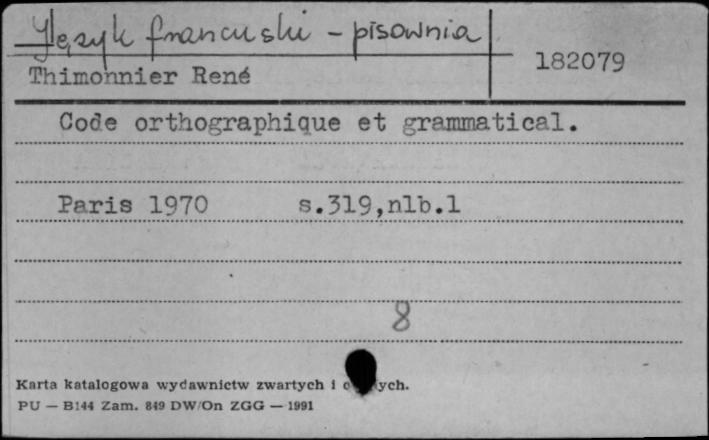 Język francuski - pisownia
182079
Thimonnier René
Code orthographique et grammatical.
Paris 1970 s.319,nlb.1
8
Karta katalogowa wydawnictw zwartych i
PU — B144 Zam. 849 DW/On ZGG — 1991